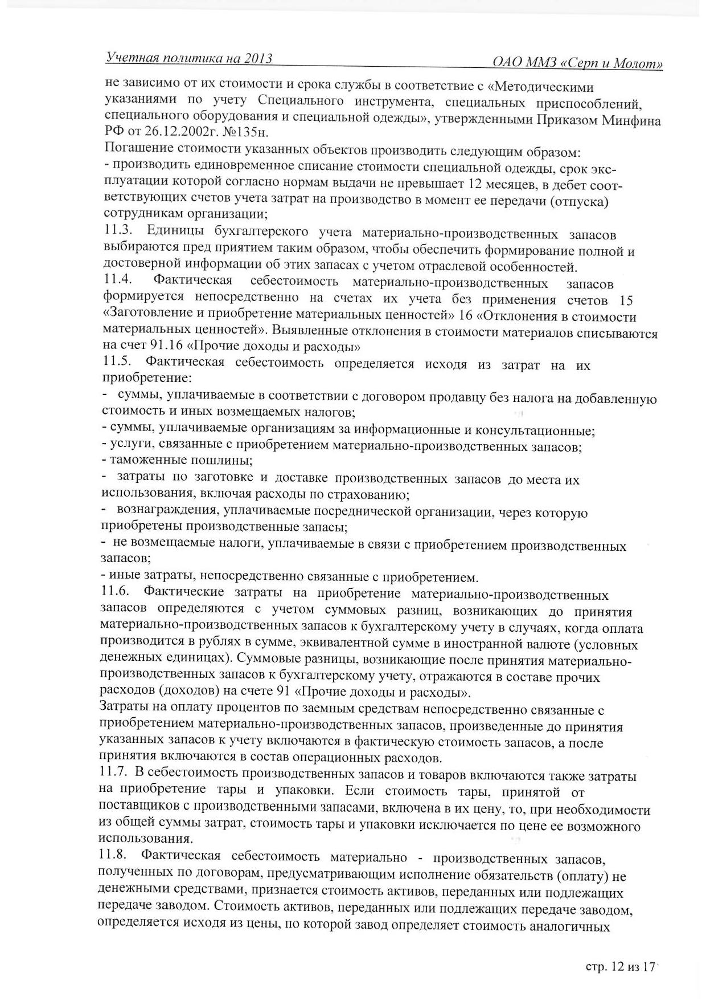 Учетная политика на 2013 ОАО ММЗ «Серп и Молот»
не зависимо от их стоимости и срока службы в соответствие с «Методическими
указаниями по учету Специального инструмента, специальных приспособлений,
специального оборудования и специальной одежды», утвержденными Приказом Минфина
РФ от 26.12.2002г. №135н.
Погашение стоимости указанных объектов производить следующим образом:
- производить единовременное списание стоимости специальной одежды, срок экс-
плуатации которой согласно нормам выдачи не превышает 12 месяцев, в дебет соот-
ветствующих счетов учета затрат на производство в момент ее передачи (отпуска)
сотрудникам организации;
11.3. Единицы бухгалтерского учета материально-производственных запасов
выбираются пред приятием таким образом, чтобы обеспечить формирование полной и
достоверной информации об этих запасах с учетом отраслевой особенностей.
11.4. Фактическая себестоимость материально-производственных запасов
формируется непосредственно на счетах их учета без применения счетов 15
«Заготовление и приобретение материальных ценностей» 16 «Отклонения в стоимости
материальных ценностей». Выявленные отклонения в стоимости материалов списываются
на счет 91.16 «Прочие доходы и расходы»
11.5. Фактическая себестоимость определяется исходя из затрат на их
приобретение:
- суммы, уплачиваемые в соответствии с договором продавцу без налога на добавленную
стоимость и иных возмещаемых налогов;
- суммы, уплачиваемые организациям за информационные и консультационные;
- услуги, связанные с приобретением материально-производственных запасов;
- таможенные пошлины;
- затраты по заготовке и доставке производственных запасов до места их
использования, включая расходы по страхованию;
- вознаграждения, уплачиваемые посреднической организации, через которую
приобретены производственные запасы;
- не возмещаемые налоги, уплачиваемые в связи с приобретением производственных
запасов;
- иные затраты, непосредственно связанные с приобретением.
11.6. Фактические затраты на приобретение материально-производственных
запасов определяются с учетом суммовых разниц, возникающих до принятия
материально-производственных запасов к бухгалтерскому учету в случаях, когда оплата
производится в рублях в сумме, эквивалентной сумме в иностранной валюте (условных
денежных единицах). Суммовые разницы, возникающие после принятия материально-
производственных запасов к бухгалтерскому учету, отражаются в составе прочих
расходов (доходов) на счете 91 «Прочие доходы и расходы».
Затраты на оплату процентов по заемным средствам непосредственно связанные с
приобретением материально-производственных запасов, произведенные до принятия
указанных запасов к учету включаются в фактическую стоимость запасов, а после
принятия включаются в состав операционных расходов.
11.7. В себестоимость производственных запасов и товаров включаются также затраты
на приобретение тары и упаковки. Если стоимость тары, принятой от
поставщиков с производственными запасами, включена в их цену, то, при необходимости
из общей суммы затрат, стоимость тары и упаковки исключается по цене ее возможного
использования.
11.8. Фактическая себестоимость материально - производственных запасов,
полученных по договорам, предусматривающим исполнение обязательств (оплату) не
денежными средствами, признается стоимость активов, переданных или подлежащих
передаче заводом. Стоимость активов, переданных или подлежащих передаче заводом,
определяется исходя из цены, по которой завод определяет стоимость аналогичных
стр. 12 из 17